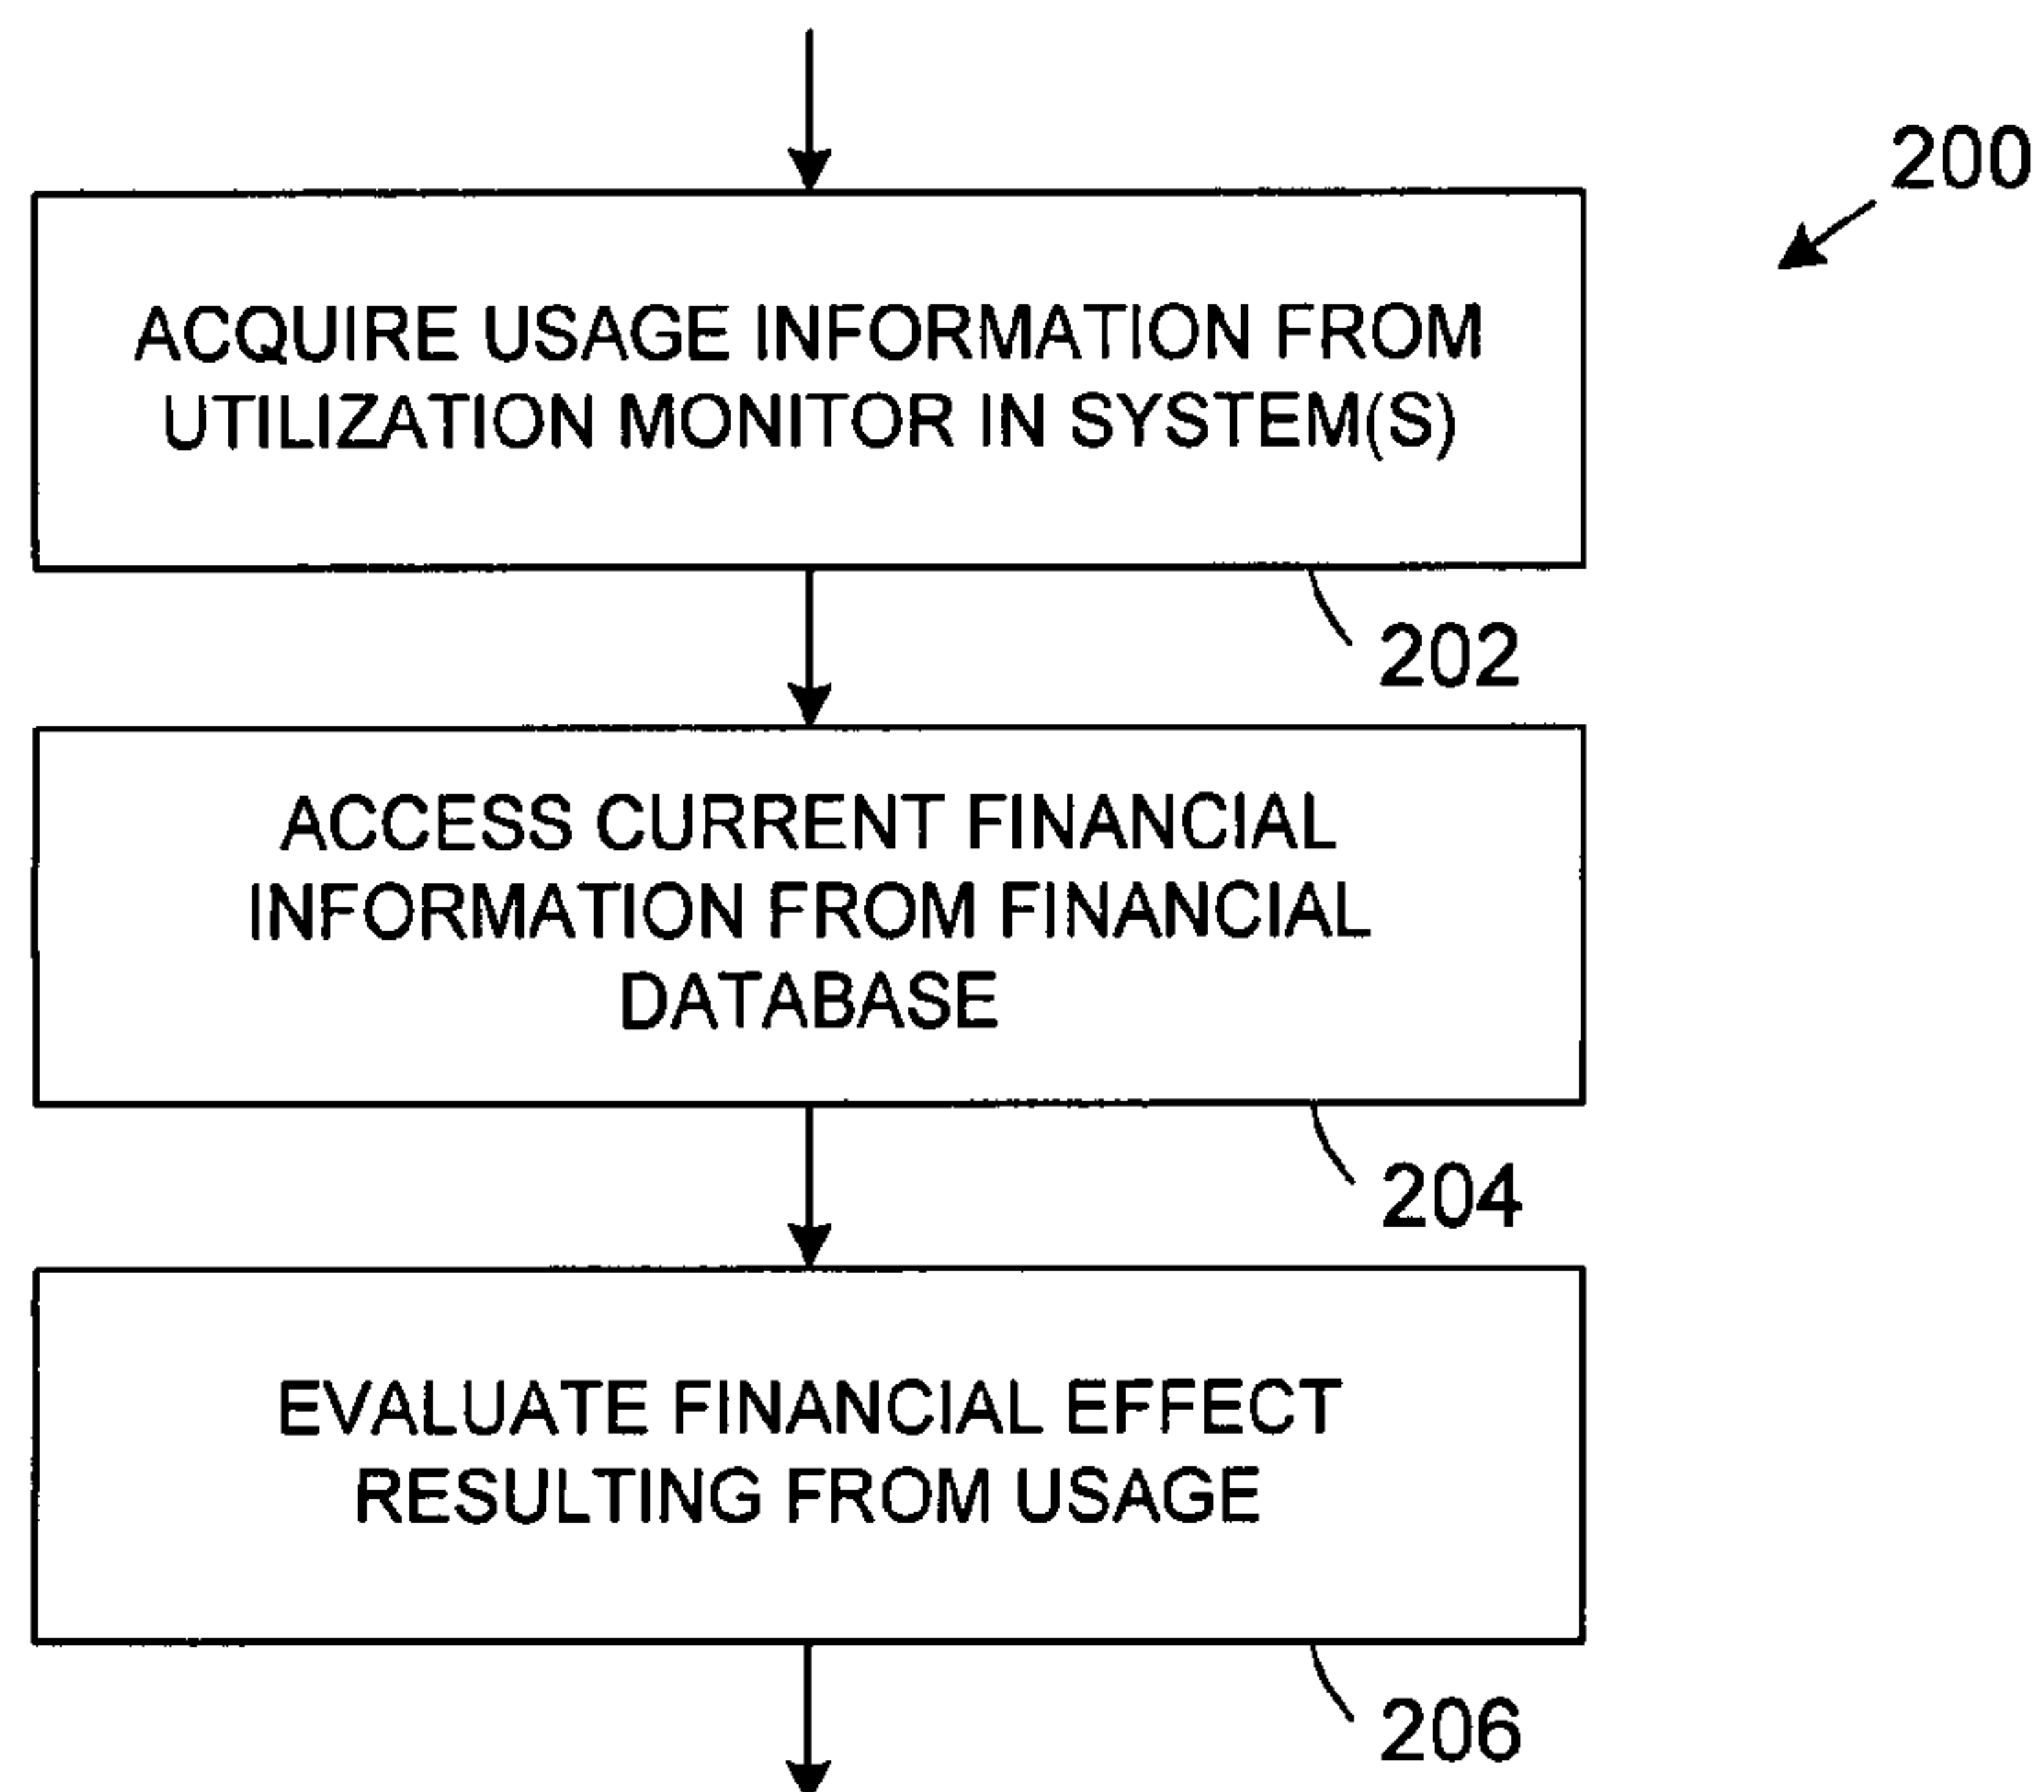 200
ACQUIRE USAGE INFORMATION FROM
UTILIZATION MONITOR IN SYSTEM(S)
202
ACCESS CURRENT FINANCIAL
INFORMATION FROM FINANCIAL
DATABASE
204
EVALUATE FINANCIAL EFFECT
RESULTING FROM USAGE
206